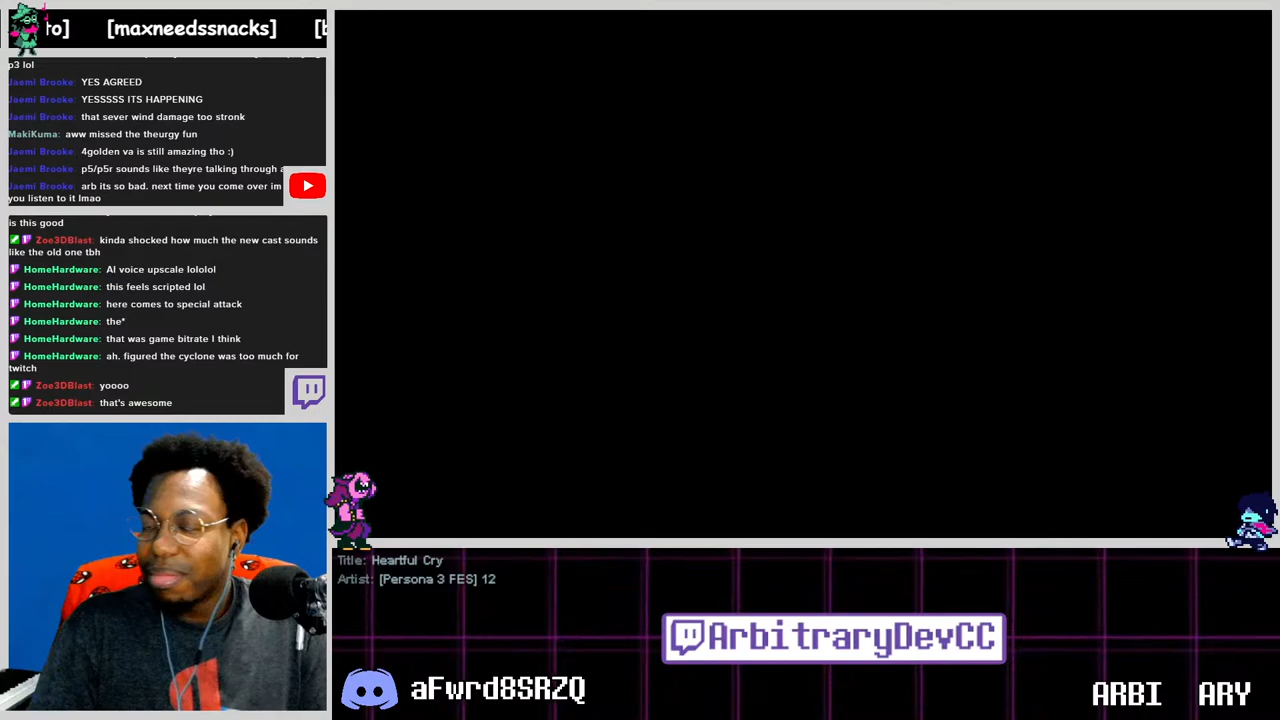 ro] [maxneedssnacks] [b
p3 lol
Jaemi Brooke: YES AGREED
Jaemi Brooke: YESSSSS ITS HAPPENING
Jaemi Brooke: that sever wind damage too stronk
MakiKuma: aww missed the theurgy fun
Jaemi Brooke: 4golden va is still amazing tho :)
Jaemi Brooke: p5/p5r sounds like theyre talking through a
Jaemi Brooke: arb its so bad. next time you come over im
you listen to it lmao
is this good
Zoe3DBlast: kinda shocked how much the new cast sounds
like the old one tbh
HomeHardware: AI voice upscale lololol
HomeHardware: this feels scripted lol
HomeHardware: here comes to special attack
HomeHardware: the*
HomeHardware: that was game bitrate I think
HomeHardware: ah. figured the cyclone was too much for
twitch
Zoe3DBlast: yoooo
Zoe3DBlast: that's awesome
Title: Heartful Cry
Artist: [Persona 3 FES] 12
ArbitraryDevCC
aFwrd8SRZQ
ARBI ARY